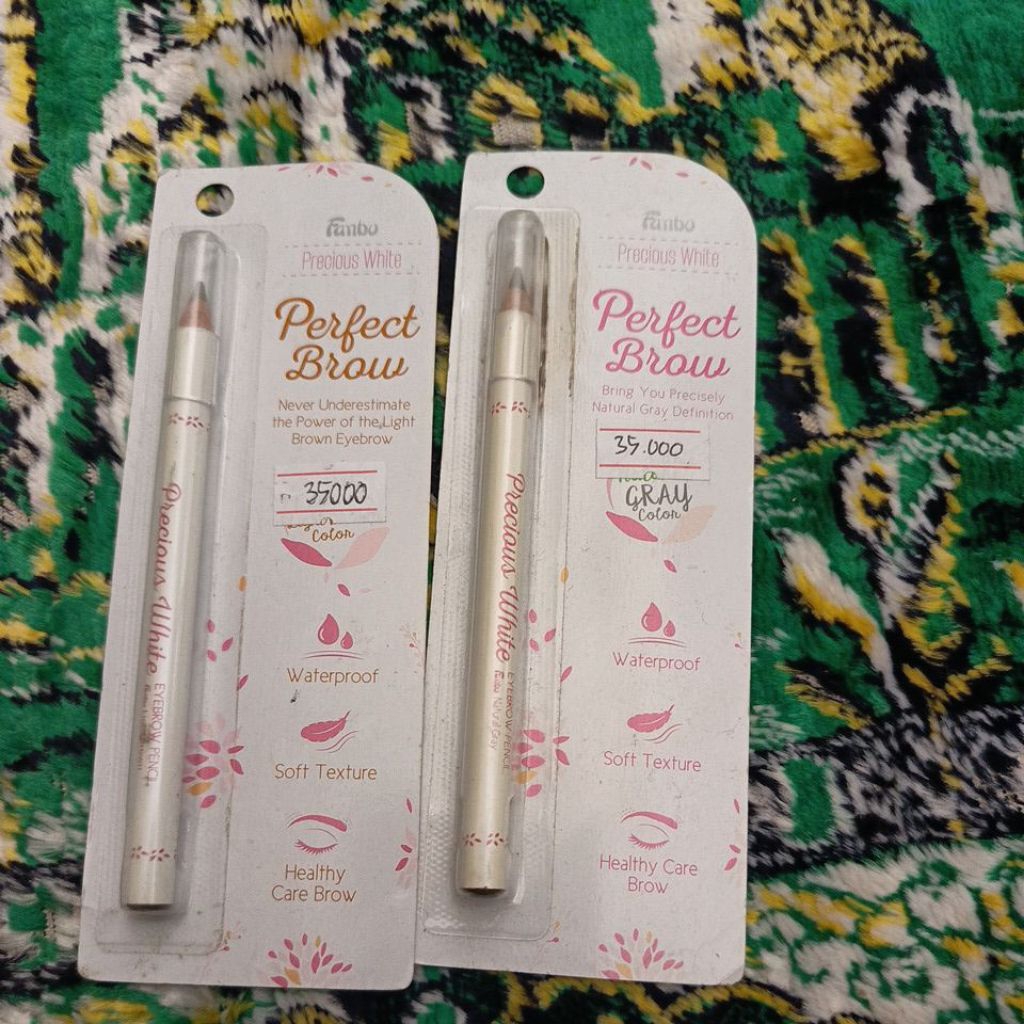 Fanbo
Precious White
Perfect
Brow
Never Underestimate
the Power of the Light
Brown Eyebrow
35000
Color
Waterproof
Soft Texture
Healthy
Care Brow
Precious White
EYEBROW PENCIL
Fanbo
Precious White
Perfect
Brow
Bring You Precisely
Natural Gray Definition
35.000
GRAY
Color
Waterproof
Soft Texture
Healthy Care
Brow
Precious White
EYEBROW PENCIL